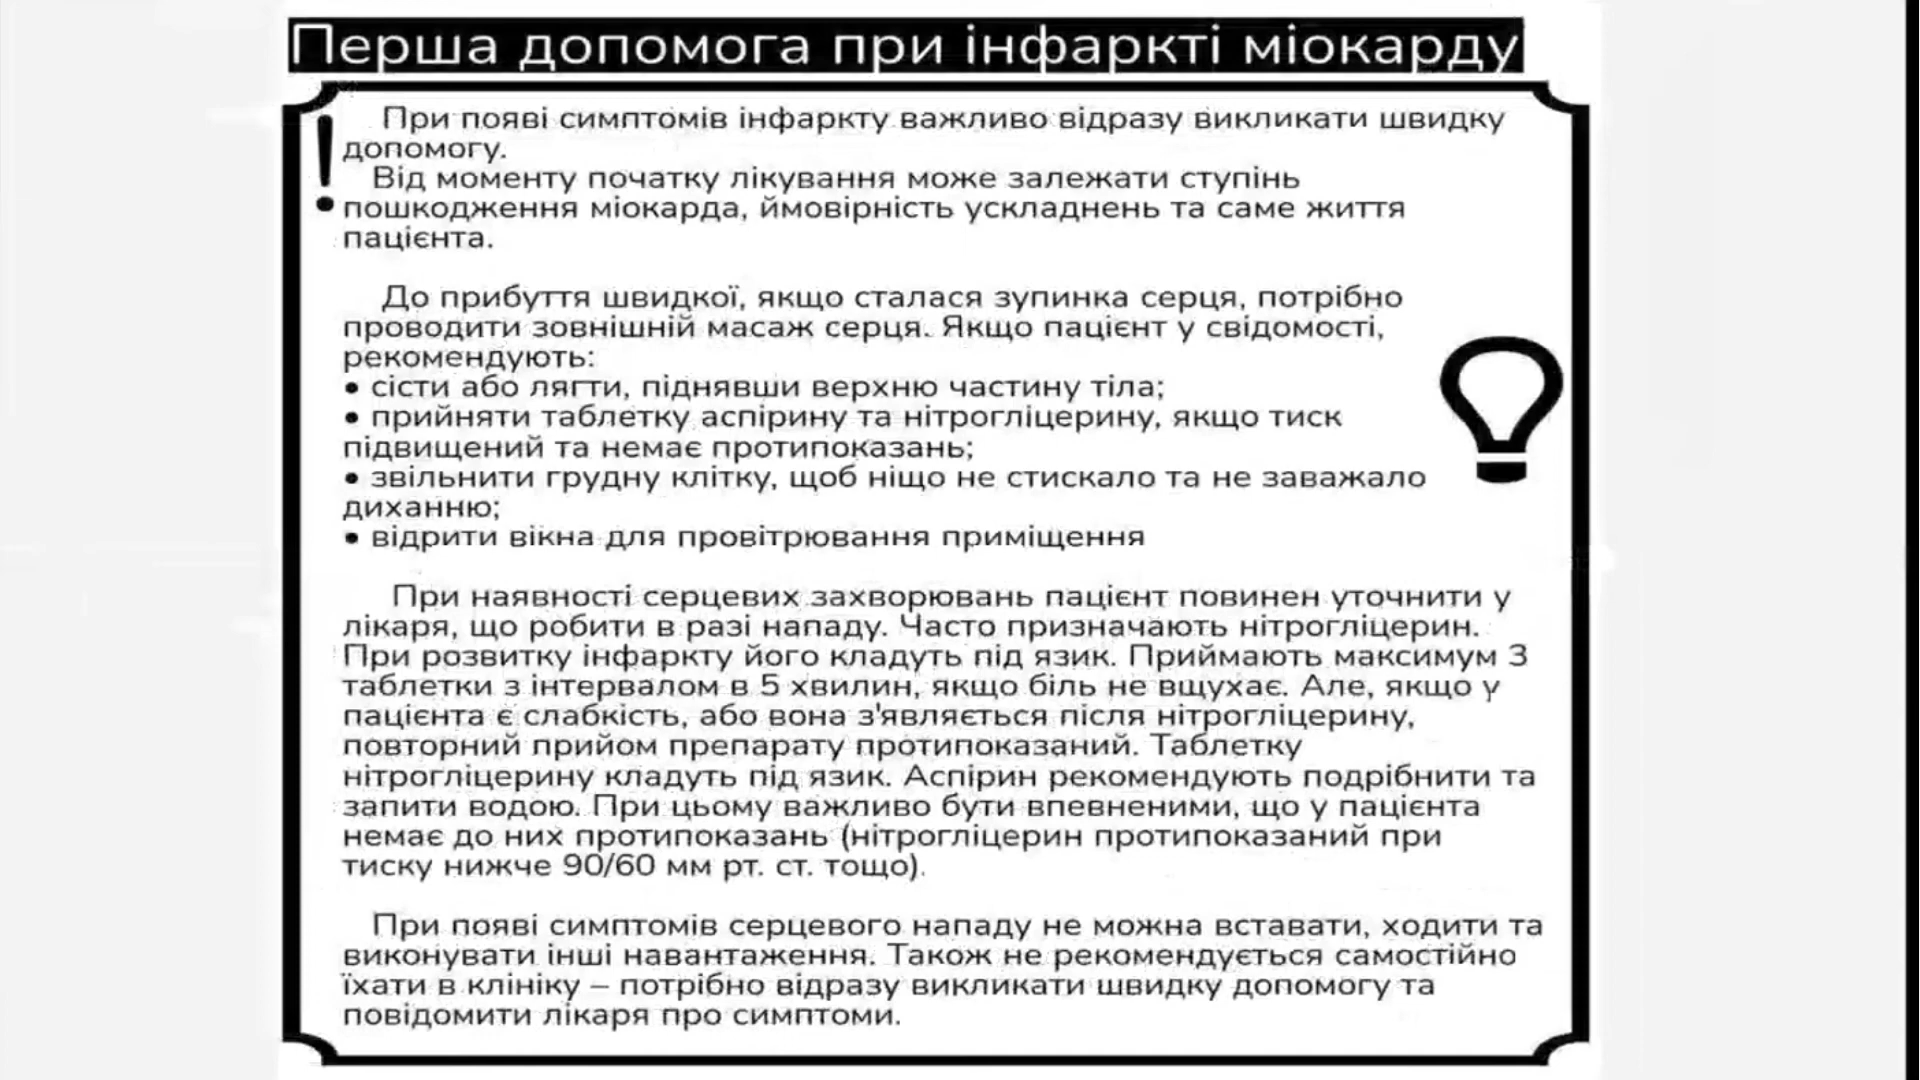 Перша допомога при інфаркті міокарду
При появі симптомів інфаркту важливо відразу викликати швидку
допомогу.
Від моменту початку лікування може залежати ступінь
пошкодження міокарда, ймовірність ускладнень та саме життя
пацієнта.
До прибуття швидкої, якщо сталася зупинка серця, потрібно
проводити зовнішній масаж серця. Якщо пацієнт у свідомості,
рекомендують:
• сісти або лягти, піднявши верхню частину тіла;
• прийняти таблетку аспірину та нітрогліцерину, якщо тиск
підвищений та немає протипоказань;
• звільнити грудну клітку, щоб ніщо не стискало та не заважало
диханню;
• відрити вікна для провітрювання приміщення
При наявності серцевих захворювань пацієнт повинен уточнити у
лікаря, що робити в разі нападу. Часто призначають нітрогліцерин.
При розвитку інфаркту його кладуть під язик. Приймають максимум 3
таблетки з інтервалом в 5 хвилин, якщо біль не вщухає. Але, якщо у
пацієнта є слабкість, або вона з'являється після нітрогліцерину,
повторний прийом препарату протипоказаний. Таблетку
нітрогліцерину кладуть під язик. Аспірин рекомендують подрібнити та
запити водою. При цьому важливо бути впевненими, що у пацієнта
немає до них протипоказань (нітрогліцерин протипоказаний при
тиску нижче 90/60 мм рт. ст. тощо).
При появі симптомів серцевого нападу не можна вставати, ходити та
виконувати інші навантаження. Також не рекомендується самостійно
їхати в клініку – потрібно відразу викликати швидку допомогу та
повідомити лікаря про симптоми.